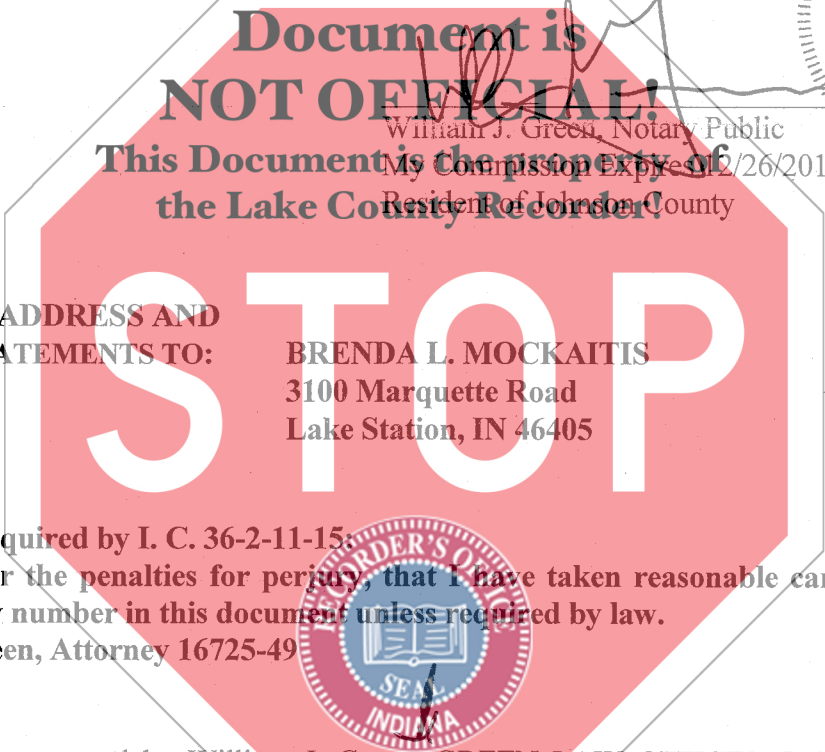 Document is
NOT OFFICIAL!
William J. Green, Notary Public
This Document is the property of
My Commission Expires 12/26/201
the Lake County Recorder!
Resident of Johnson County
STOP
ADDRESS AND
ATEMENTS TO: BRENDA L. MOCKAITIS
3100 Marquette Road
Lake Station, IN 46405
quired by I. C. 36-2-11-15:
r the penalties for perjury, that I have taken reasonable car
number in this document unless required by law.
een, Attorney 16725-49
RECORDER'S OFFICE
SEAL
INDIANA